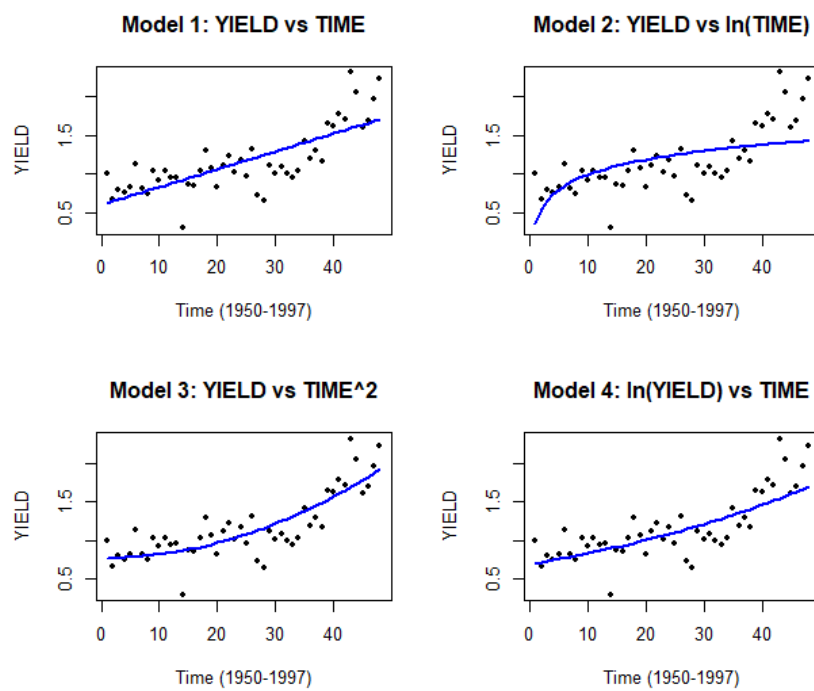 Model 1: YIELD vs TIME
YIELD
1.5
0.5
0 10 20 30 40
Time (1950-1997)
Model 2: YIELD vs ln(TIME)
YIELD
1.5
0.5
0 10 20 30 40
Time (1950-1997)
Model 3: YIELD vs TIME^2
YIELD
1.5
0.5
0 10 20 30 40
Time (1950-1997)
Model 4: ln(YIELD) vs TIME
YIELD
1.5
0.5
0 10 20 30 40
Time (1950-1997)